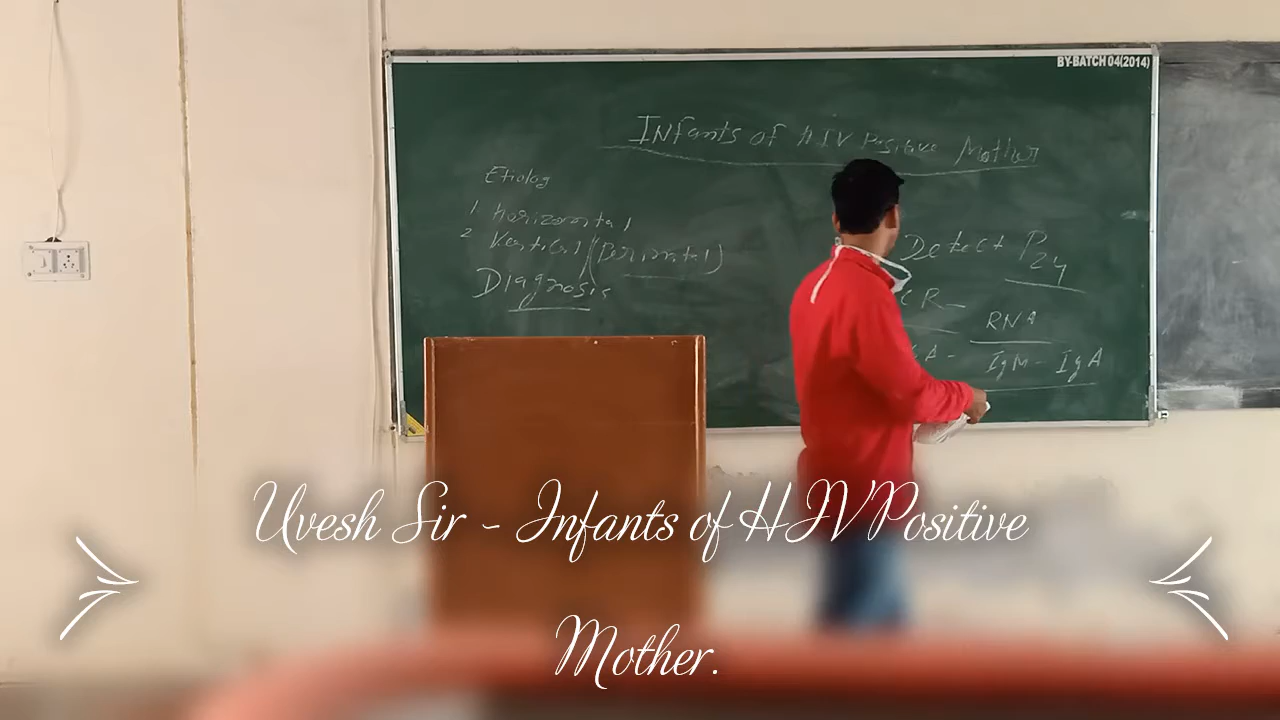 BY-BATCH 04(2014)
INfants of HIV Positive Mother
Etiolog
1. Horizontal
2. Vertical (Perinatal)
Diagnosis
Detect P24
CR-
RNA
IgM - IgA
Uvesh Sir - Infants of HIV Positive
Mother.